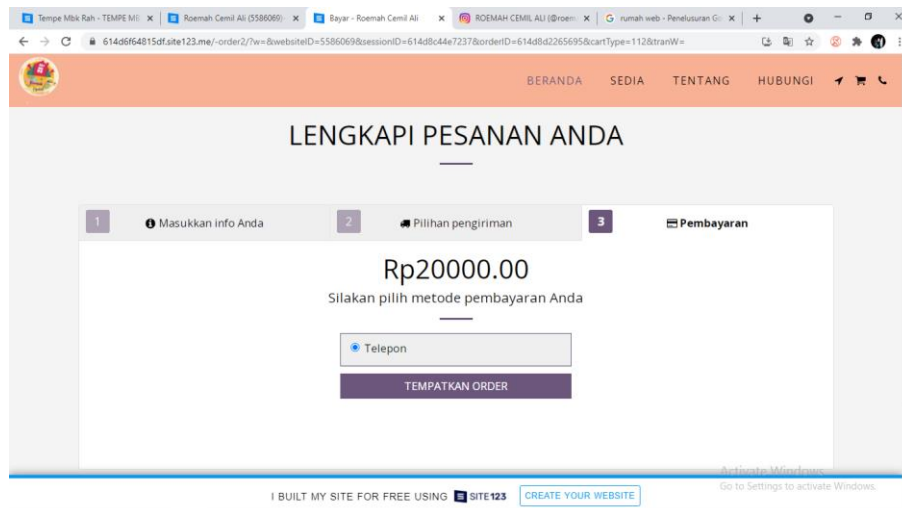 Tempe Mbk Rah - TEMPE ME
Roemah Cemil Ali (5586069) -
Bayar - Roemah Cemil Ali
ROEMAH CEMIL ALI (@roem
rumah web - Penelusuran Go
614d6f64815df.site123.me/-order2/?w=&websiteID=5586069&sessionID=614d8c44e7237&orderID=614d8d2265695&cartType=112&tranW=
BERANDA SEDIA TENTANG HUBUNGI
LENGKAPI PESANAN ANDA
1 Masukkan info Anda
2 Pilihan pengiriman
3 Pembayaran
Rp20000.00
Silakan pilih metode pembayaran Anda
Telepon
TEMPATKAN ORDER
Activate Windows
Go to Settings to activate Windows.
I BUILT MY SITE FOR FREE USING SITE123 CREATE YOUR WEBSITE